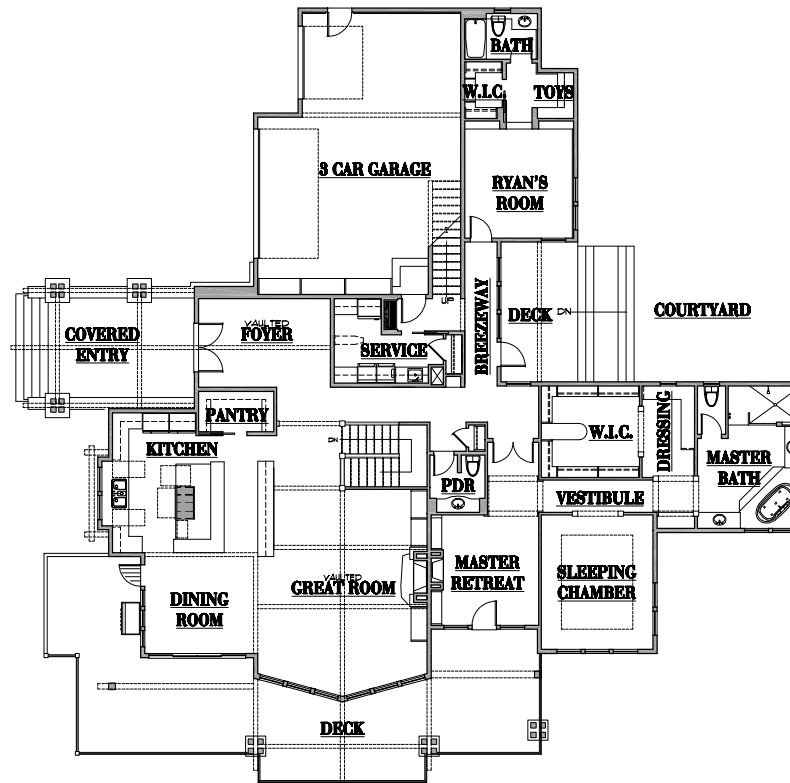 BATH
W.I.C.
TOYS
3 CAR GARAGE
RYAN'S
ROOM
UP
BREEZEWAY
DECK
DN
COURTYARD
COVERED
ENTRY
VAULTED
FOYER
SERVICE
PANTRY
KITCHEN
DN
W.I.C.
DRESSING
MASTER
BATH
PDR
VESTIBULE
MASTER
RETREAT
SLEEPING
CHAMBER
VAULTED
GREAT ROOM
DINING
ROOM
DECK